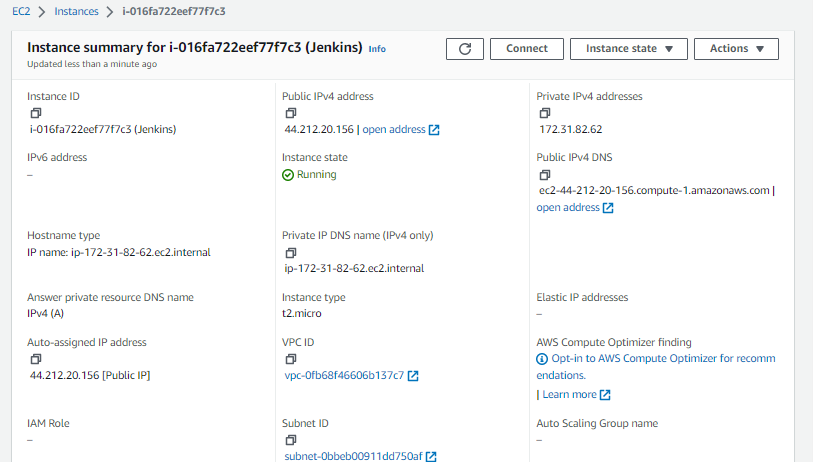 EC2 > Instances > i-016fa722eef77f7c3
Instance summary for i-016fa722eef77f7c3 (Jenkins) Info
Updated less than a minute ago
Connect
Instance state ▼
Actions ▼
Instance ID
i-016fa722eef77f7c3 (Jenkins)
Public IPv4 address
44.212.20.156 | open address
Private IPv4 addresses
172.31.82.62
IPv6 address
–
Instance state
Running
Public IPv4 DNS
ec2-44-212-20-156.compute-1.amazonaws.com |
open address
Hostname type
IP name: ip-172-31-82-62.ec2.internal
Private IP DNS name (IPv4 only)
ip-172-31-82-62.ec2.internal
Answer private resource DNS name
IPv4 (A)
Instance type
t2.micro
Elastic IP addresses
–
Auto-assigned IP address
44.212.20.156 [Public IP]
VPC ID
vpc-0fb68f46606b137c7
AWS Compute Optimizer finding
Opt-in to AWS Compute Optimizer for recomm
endations.
| Learn more
IAM Role
–
Subnet ID
subnet-0bbeb00911dd750af
Auto Scaling Group name
–